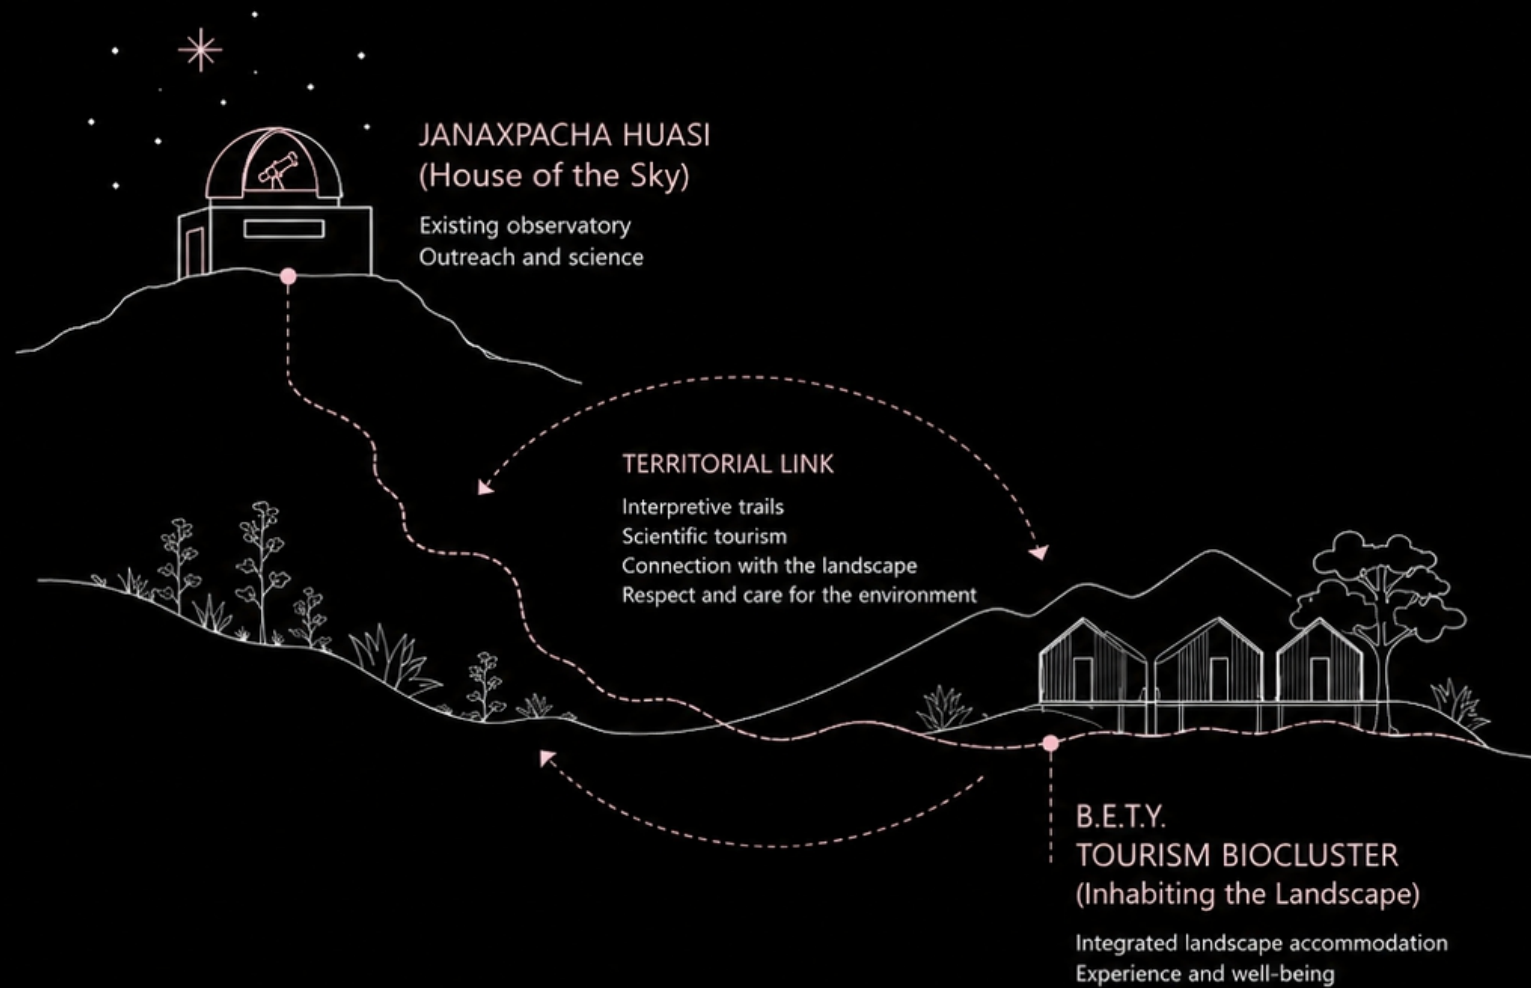 JANAXPACHA HUASI
(House of the Sky)
Existing observatory
Outreach and science
TERRITORIAL LINK
Interpretive trails
Scientific tourism
Connection with the landscape
Respect and care for the environment
B.E.T.Y.
TOURISM BIOCLUSTER
(Inhabiting the Landscape)
Integrated landscape accommodation
Experience and well-being